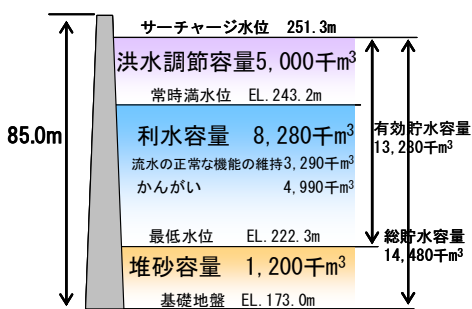 サーチャージ水位 251.3m
洪水調節容量5,000千m³
常時満水位 EL.243.2m
85.0m
利水容量 8,280千m³
有効貯水容量
13,280千m³
流水の正常な機能の維持3,290千m³
かんがい 4,990千m³
最低水位 EL.222.3m
総貯水容量
14,480千m³
堆砂容量 1,200千m³
基礎地盤 EL.173.0m